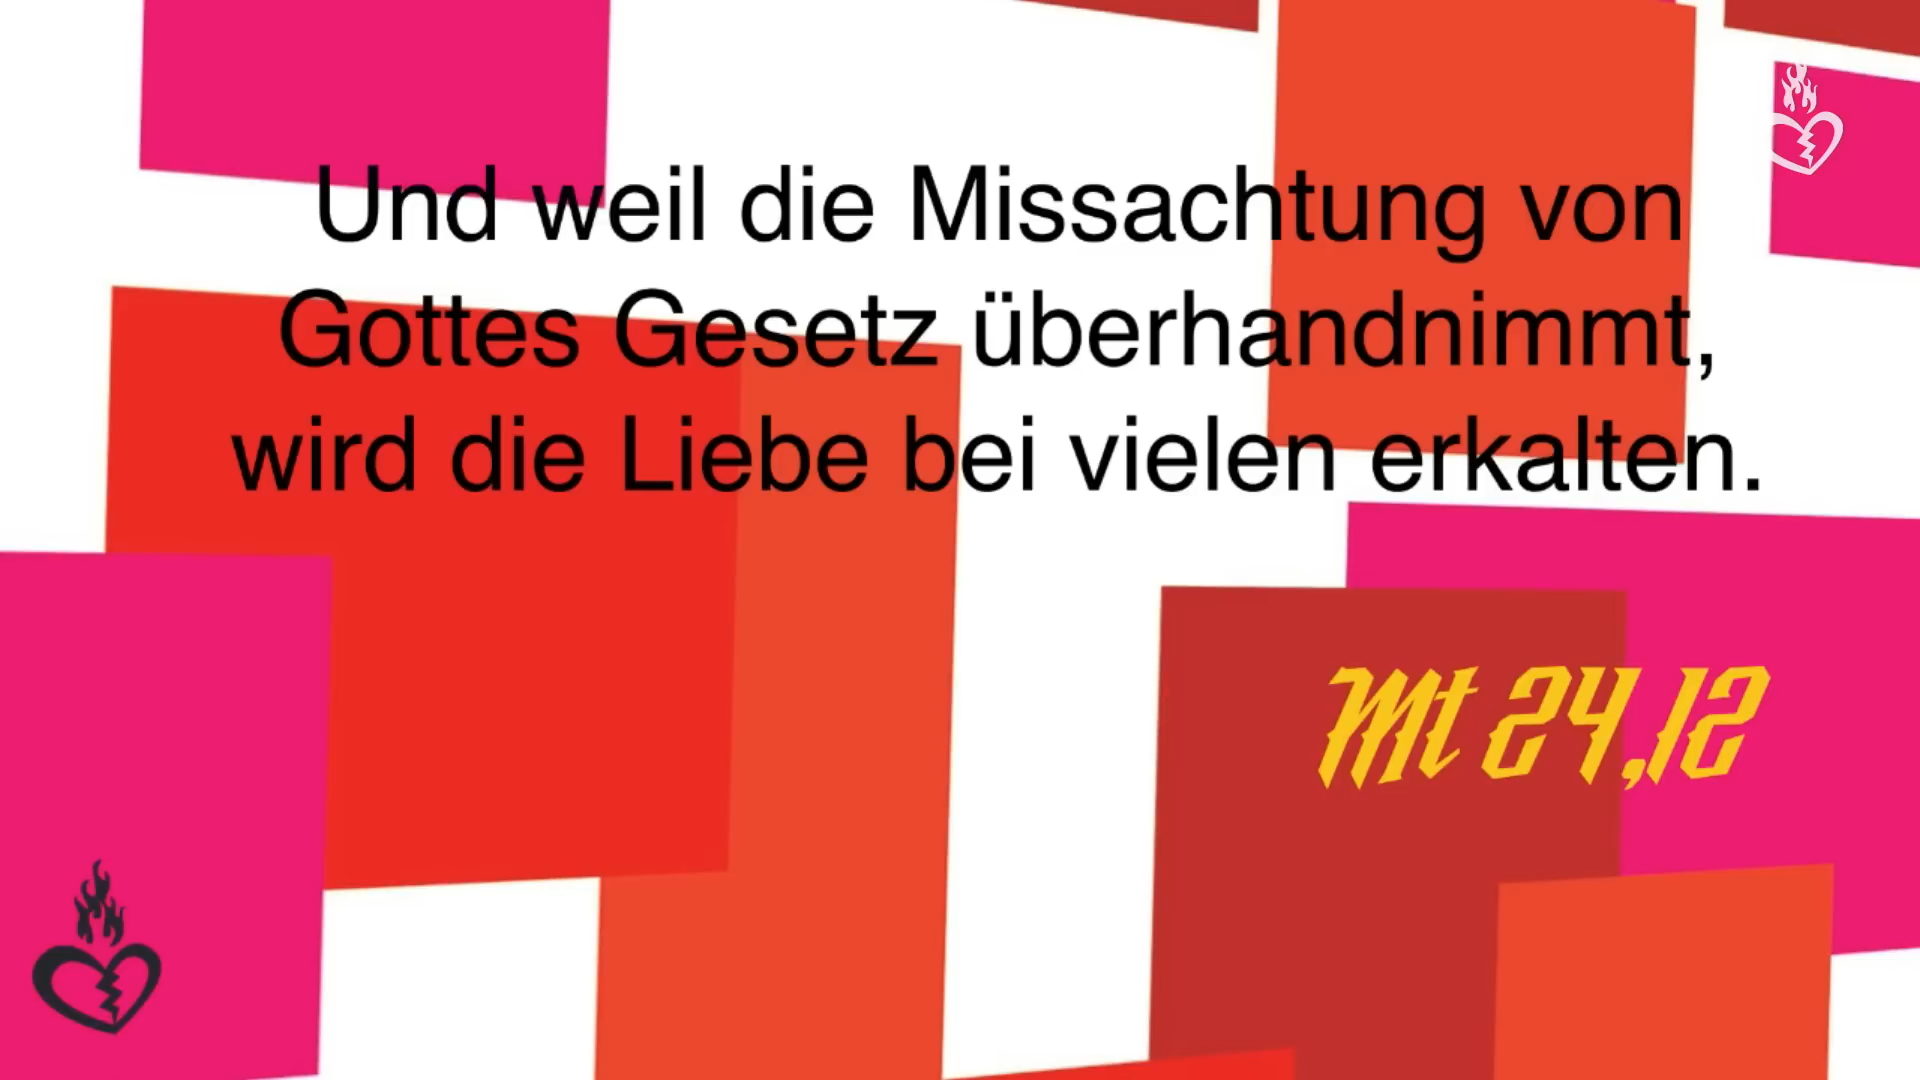 Und weil die Missachtung von
Gottes Gesetz überhandnimmt,
wird die Liebe bei vielen erkalten.
Mt 24,12